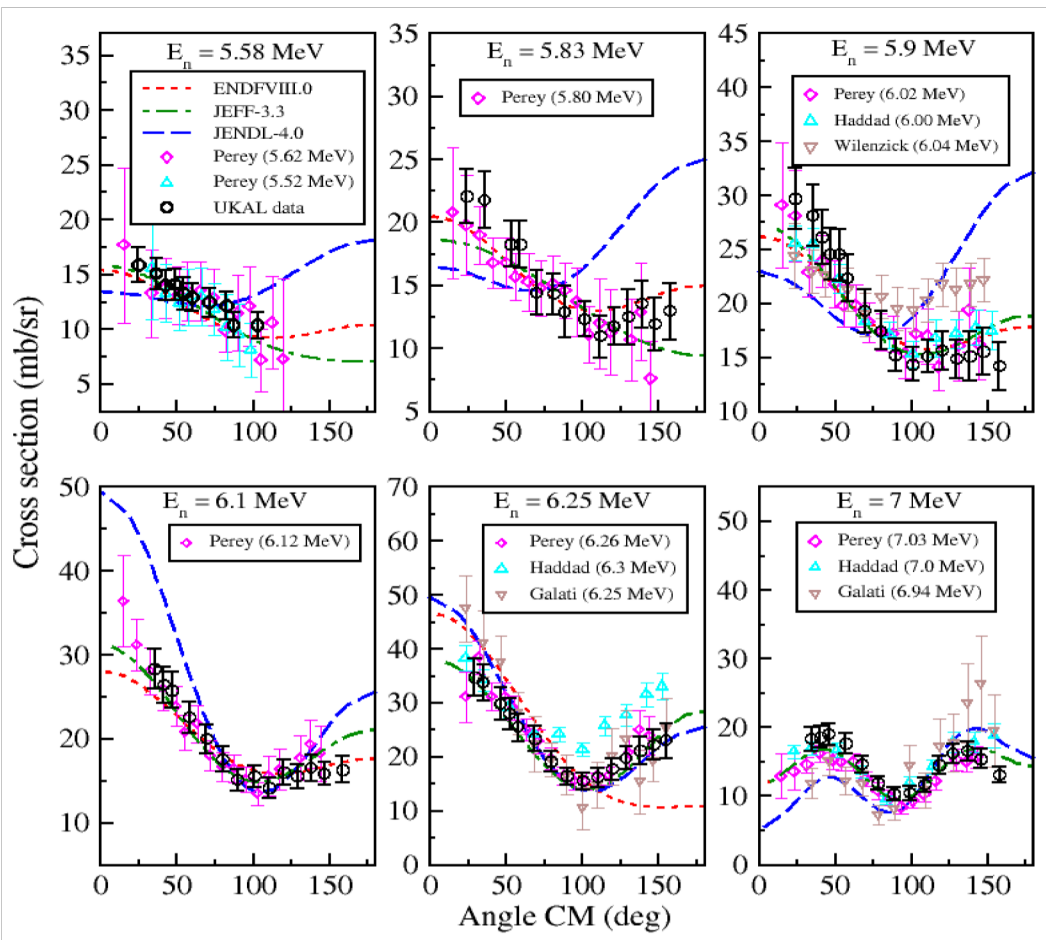 E_n = 5.58 MeV
ENDFVIII.0
JEFF-3.3
JENDL-4.0
Perey (5.62 MeV)
Perey (5.52 MeV)
UKAL data
35
30
25
20
15
10
5
0 50 100 150
E_n = 5.83 MeV
Perey (5.80 MeV)
35
30
25
20
15
10
5
0 50 100 150
E_n = 5.9 MeV
Perey (6.02 MeV)
Haddad (6.00 MeV)
Wilenzick (6.04 MeV)
45
40
35
30
25
20
15
10
0 50 100 150
Cross section (mb/sr)
E_n = 6.1 MeV
Perey (6.12 MeV)
50
40
30
20
10
0 50 100 150
E_n = 6.25 MeV
Perey (6.26 MeV)
Haddad (6.3 MeV)
Galati (6.25 MeV)
70
60
50
40
30
20
10
0
0 50 100 150
E_n = 7 MeV
Perey (7.03 MeV)
Haddad (7.0 MeV)
Galati (6.94 MeV)
50
40
30
20
10
0
0 50 100 150
Angle CM (deg)